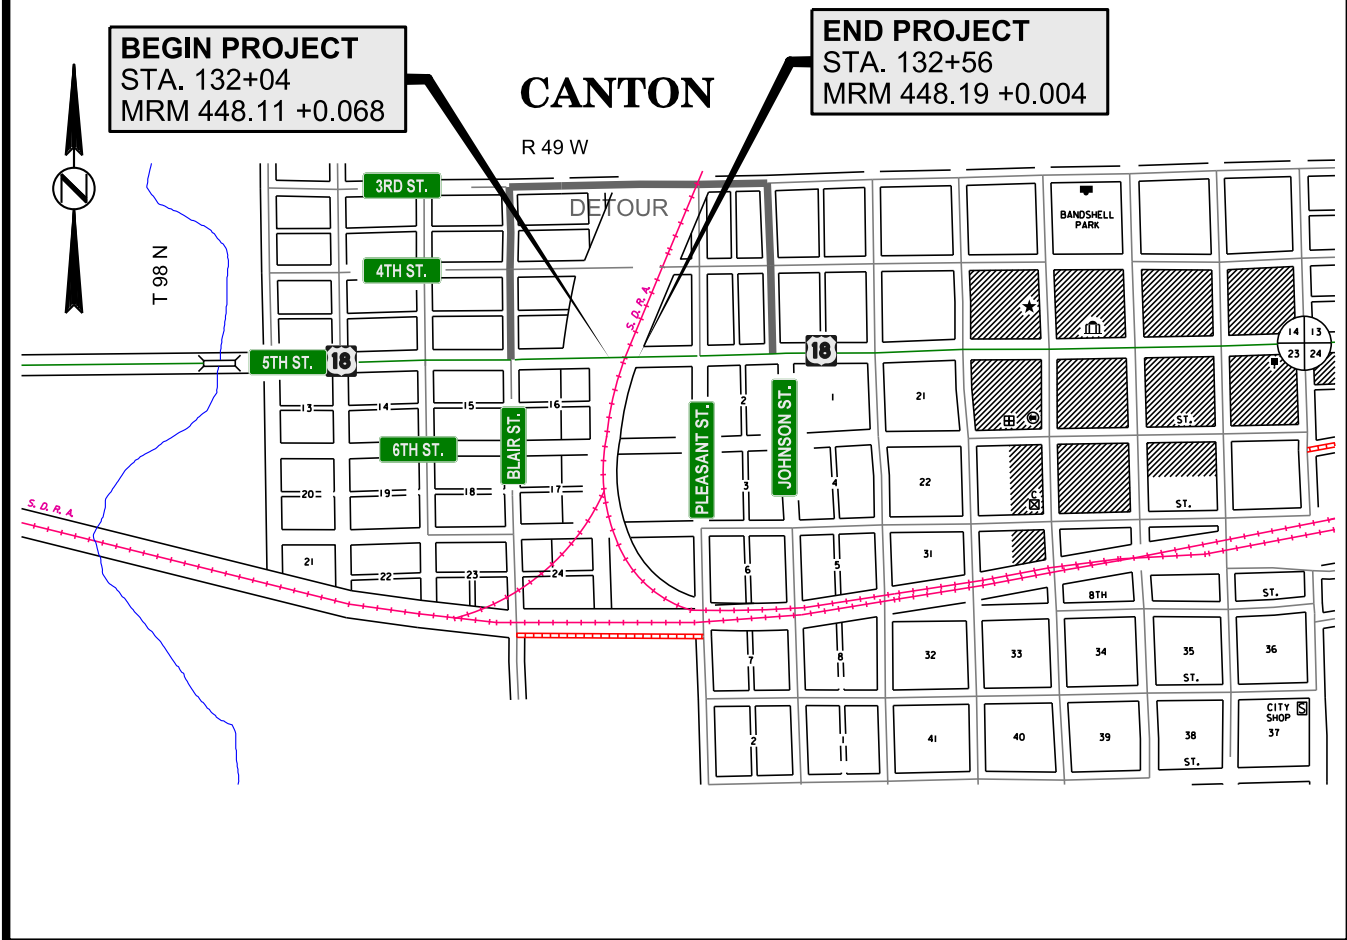 BEGIN PROJECT
STA. 132+04
MRM 448.11 +0.068
END PROJECT
STA. 132+56
MRM 448.19 +0.004
CANTON
R 49 W
N
T 98 N
3RD ST.
DETOUR
BANDSHELL
PARK
4TH ST.
S.D.R.A.
14 13
23 24
5TH ST.
18
18
13
14
15
16
2
1
21
ST.
BLAIR ST.
PLEASANT ST.
JOHNSON ST.
6TH ST.
20
19
18
17
3
4
22
C
ST.
S.D.R.A.
21
22
23
24
6
5
31
8TH
ST.
7
8
32
33
34
35
36
ST.
CITY
SHOP
S
37
2
1
41
40
39
38
ST.